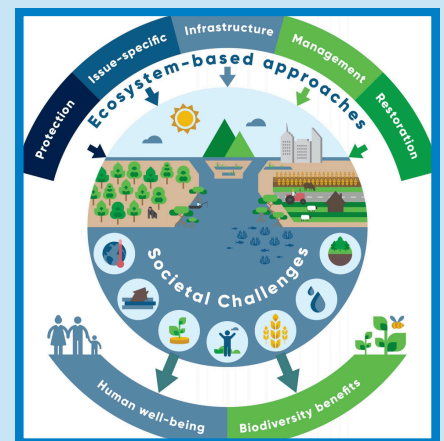 Protection
Issue-specific
Infrastructure
Management
Restoration
Ecosystem-based approaches
Societal Challenges
Human well-being
Biodiversity benefits